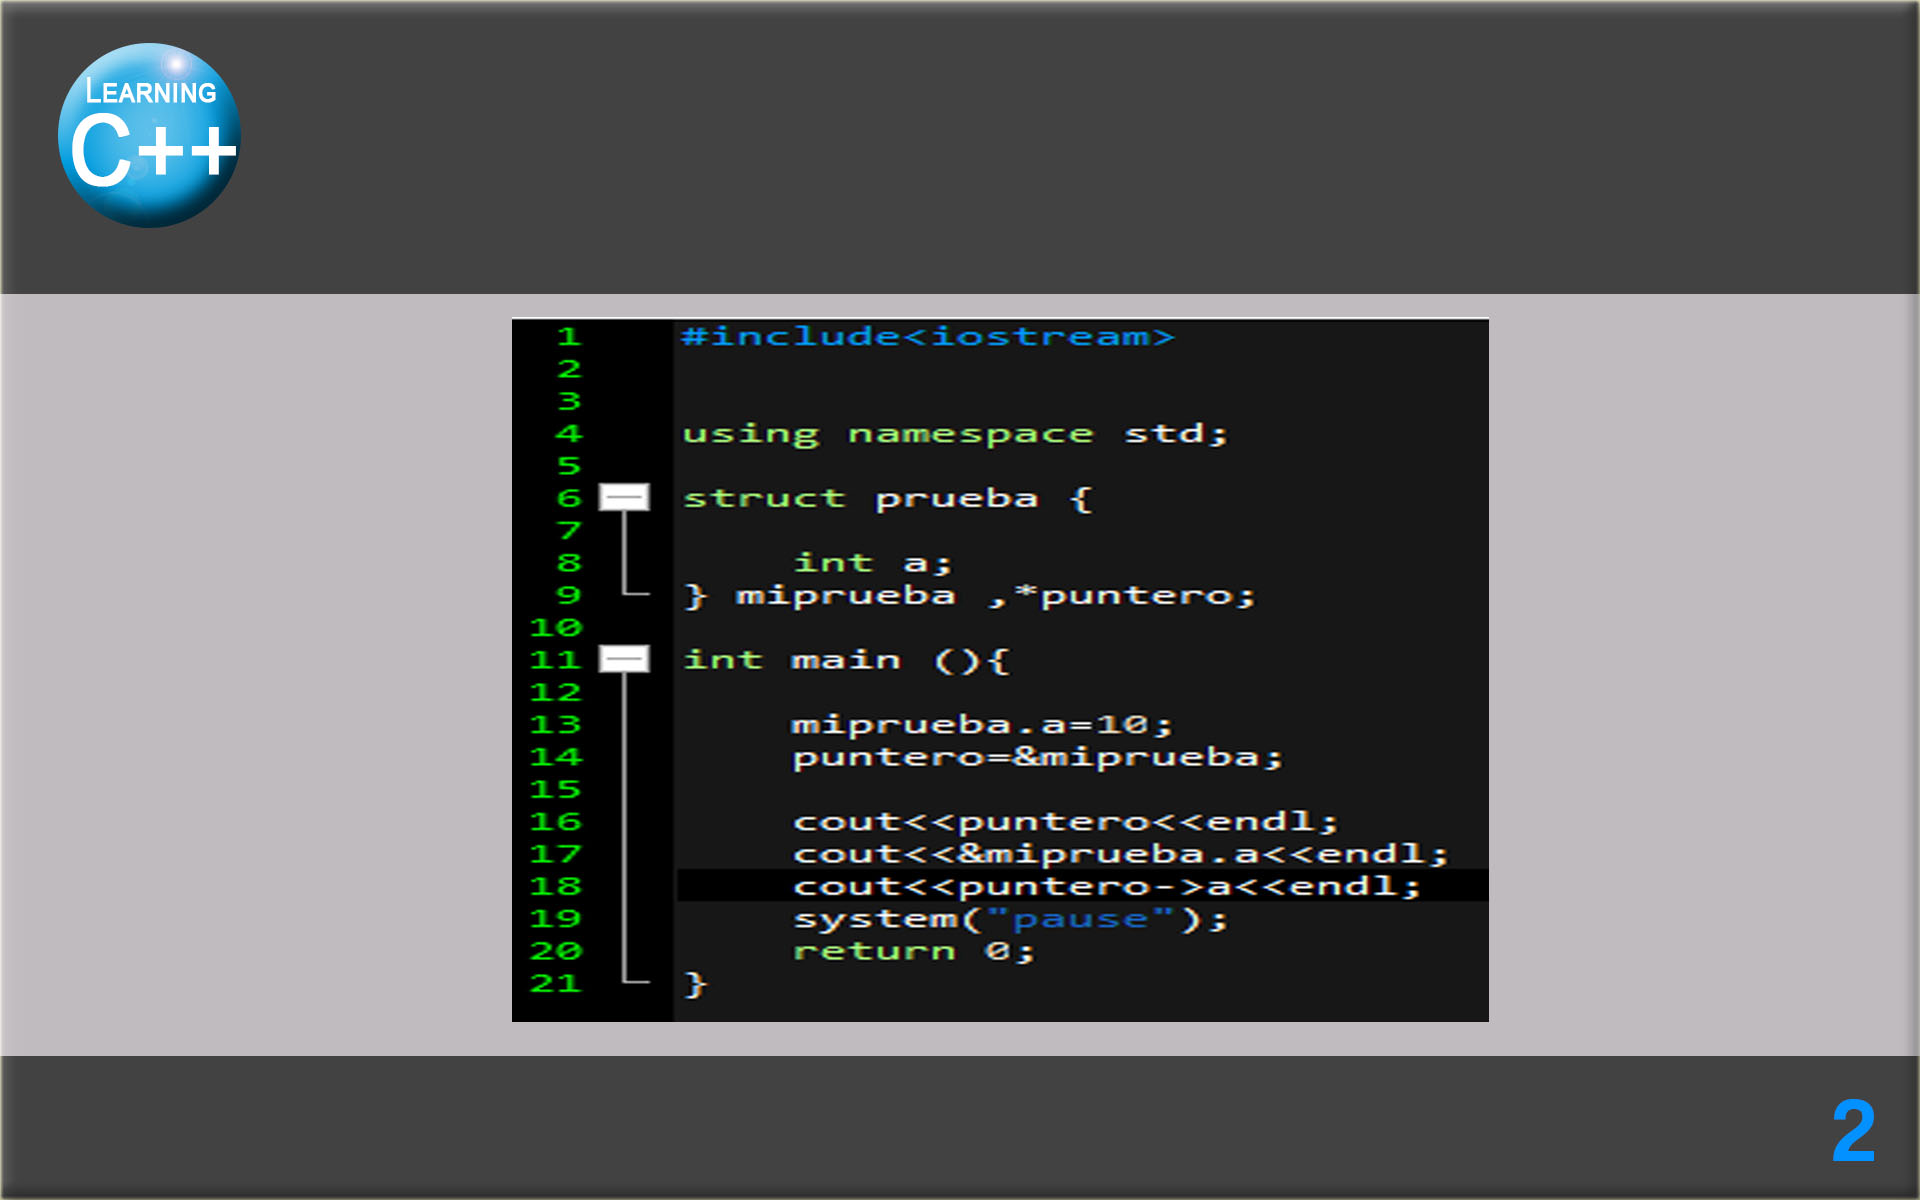 LEARNING
C++
1 #include<iostream>
2
3
4 using namespace std;
5
6 struct prueba {
7
8 int a;
9 } miprueba ,*puntero;
10
11 int main (){
12
13 miprueba.a=10;
14 puntero=&miprueba;
15
16 cout<<puntero<<endl;
17 cout<<&miprueba.a<<endl;
18 cout<<puntero->a<<endl;
19 system("pause");
20 return 0;
21 }
2